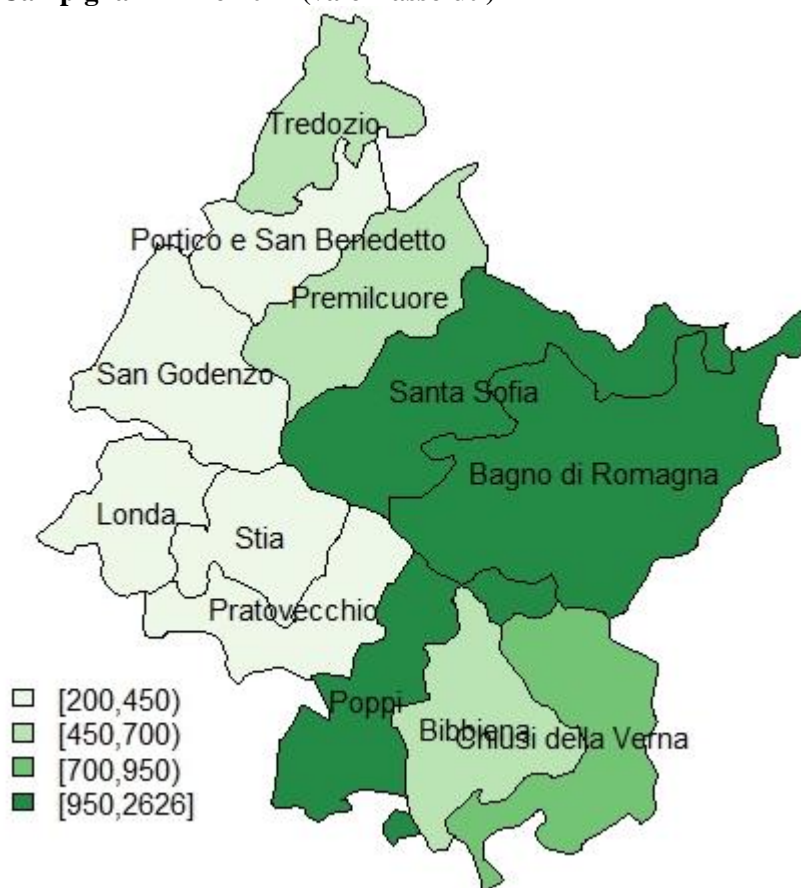 Tredozio
Portico e San Benedetto
Premilcuore
San Godenzo
Santa Sofia
Bagno di Romagna
Londa
Stia
Pratovecchio
Poppi
Bibbiena
Chiusi della Verna
[200,450)
[450,700)
[700,950)
[950,2626]